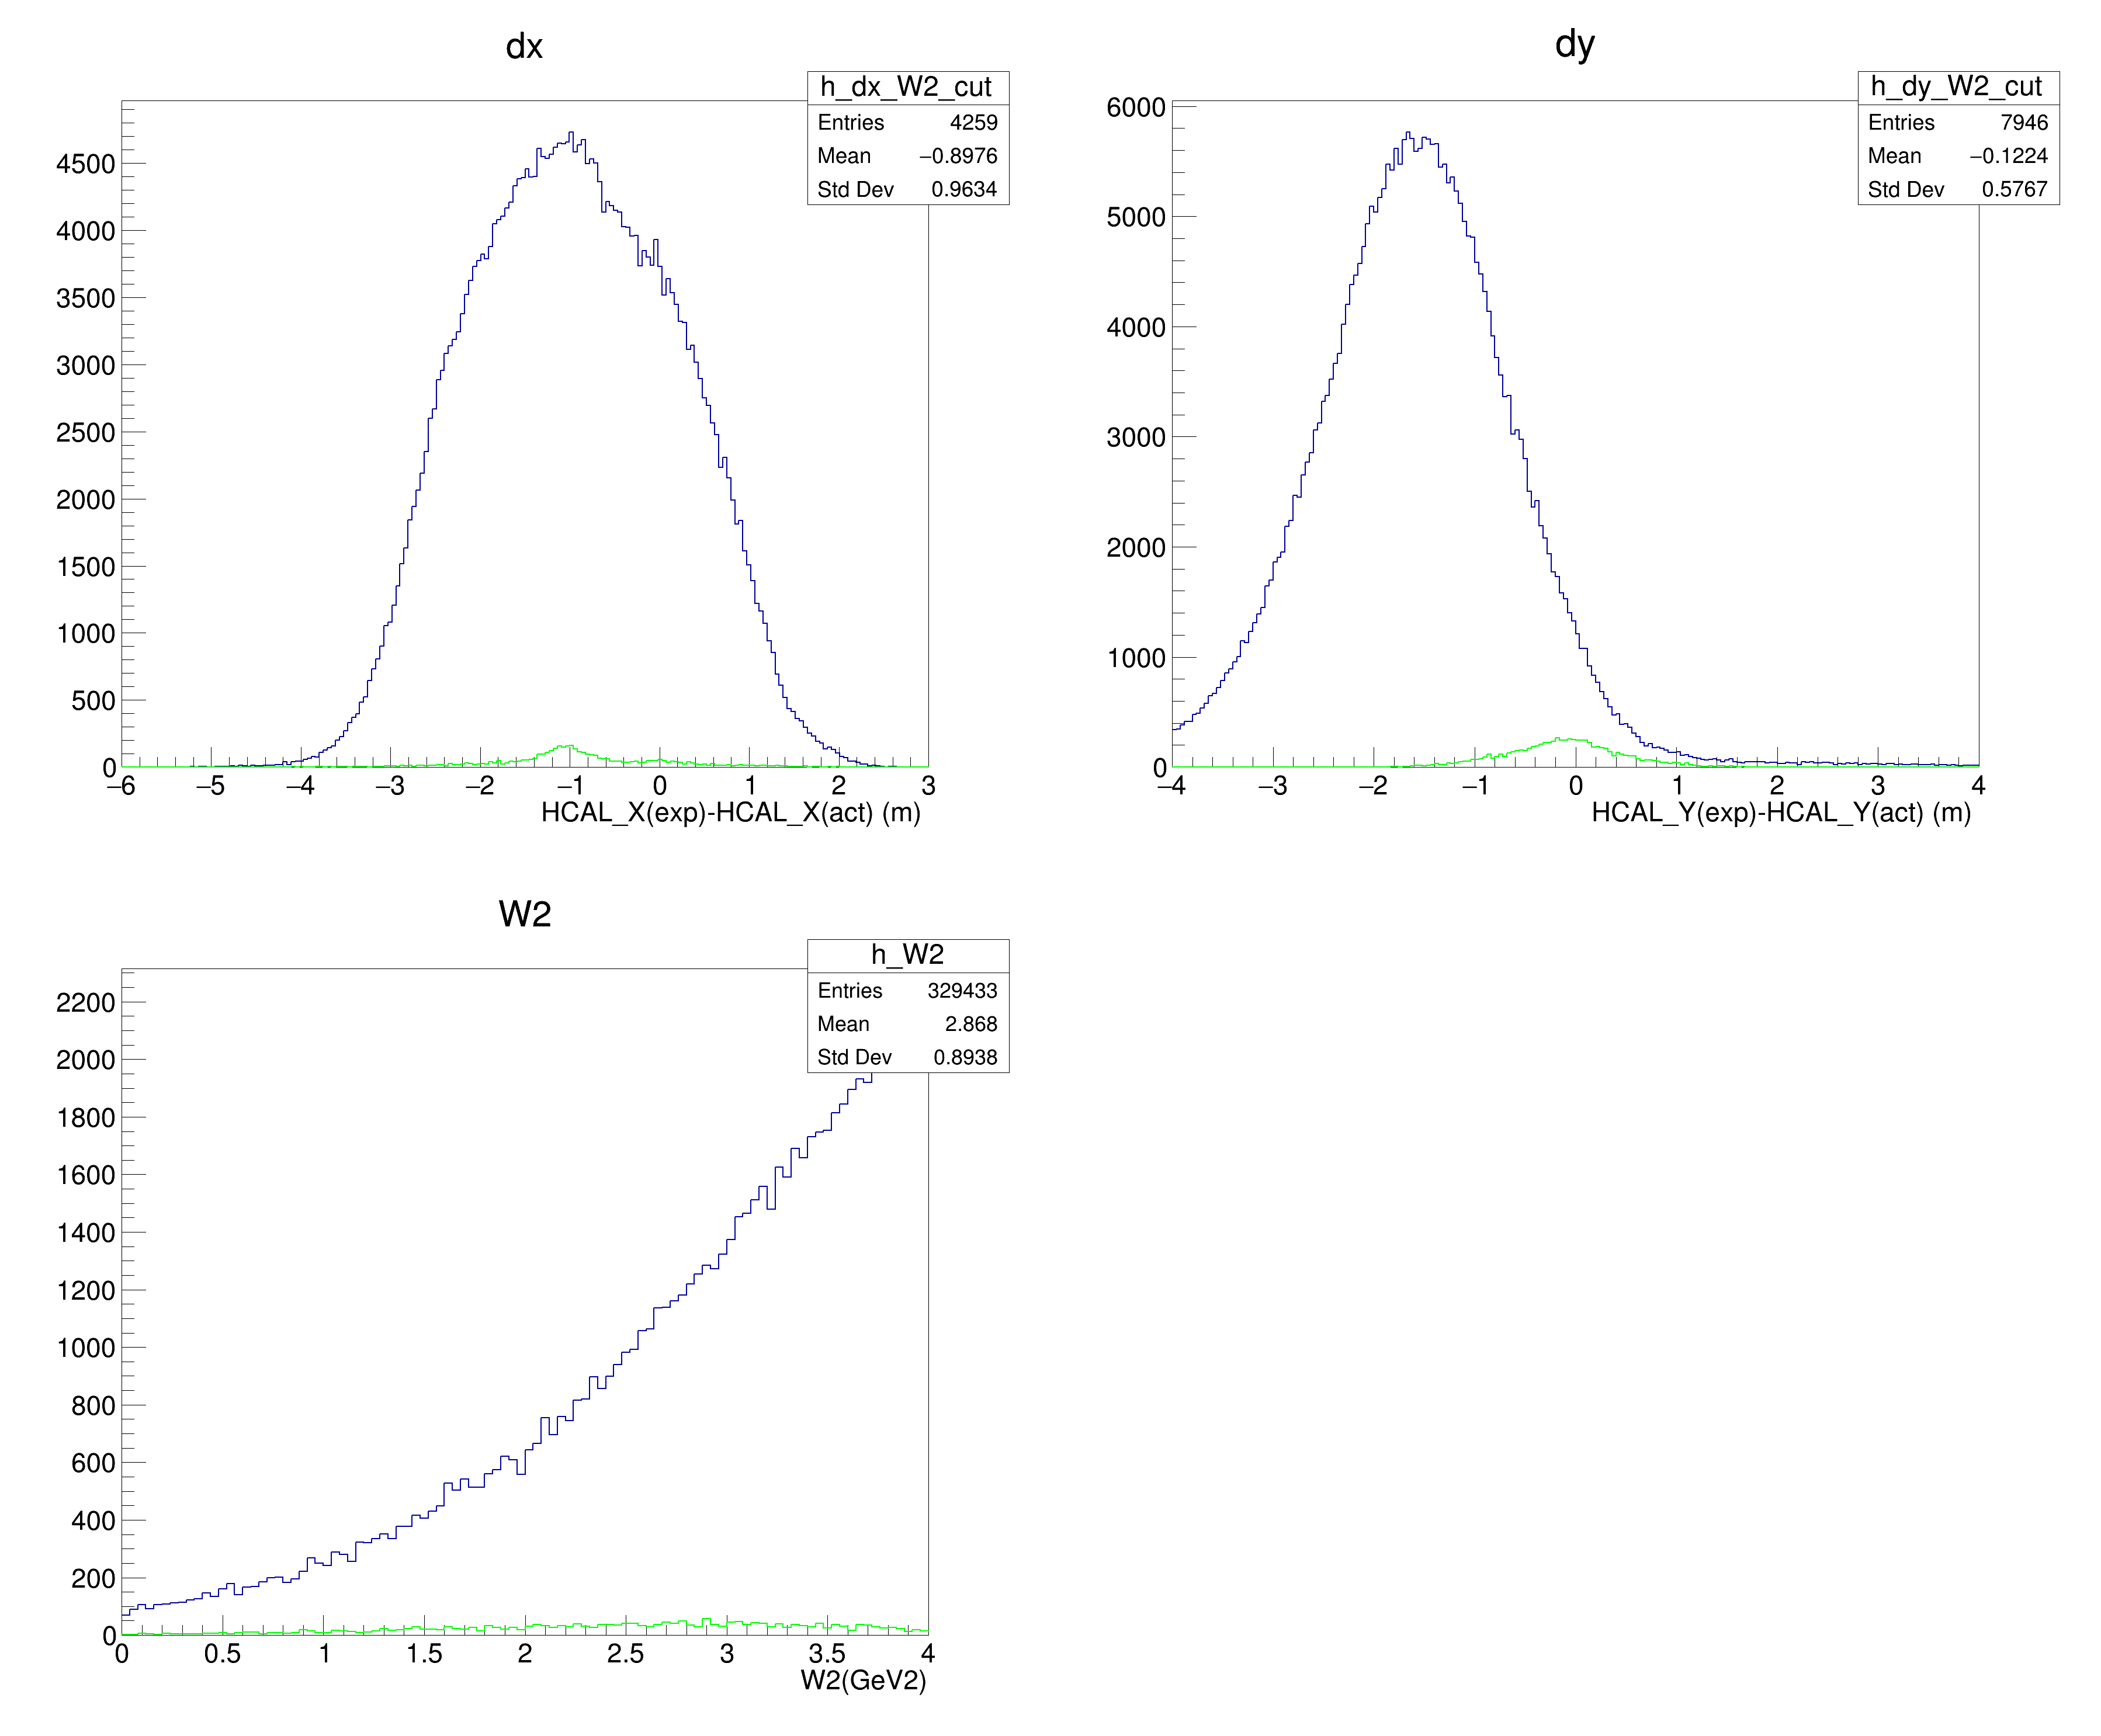 dx
h_dx_W2_cut
Entries 4259
Mean −0.8976
Std Dev 0.9634
4500
4000
3500
3000
2500
2000
1500
1000
500
0
−6 −5 −4 −3 −2 −1 0 1 2 3
HCAL_X(exp)-HCAL_X(act) (m)
dy
h_dy_W2_cut
Entries 7946
Mean −0.1224
Std Dev 0.5767
6000
5000
4000
3000
2000
1000
0
−4 −3 −2 −1 0 1 2 3 4
HCAL_Y(exp)-HCAL_Y(act) (m)
W2
h_W2
Entries 329433
Mean 2.868
Std Dev 0.8938
2200
2000
1800
1600
1400
1200
1000
800
600
400
200
0
0 0.5 1 1.5 2 2.5 3 3.5 4
W2(GeV2)